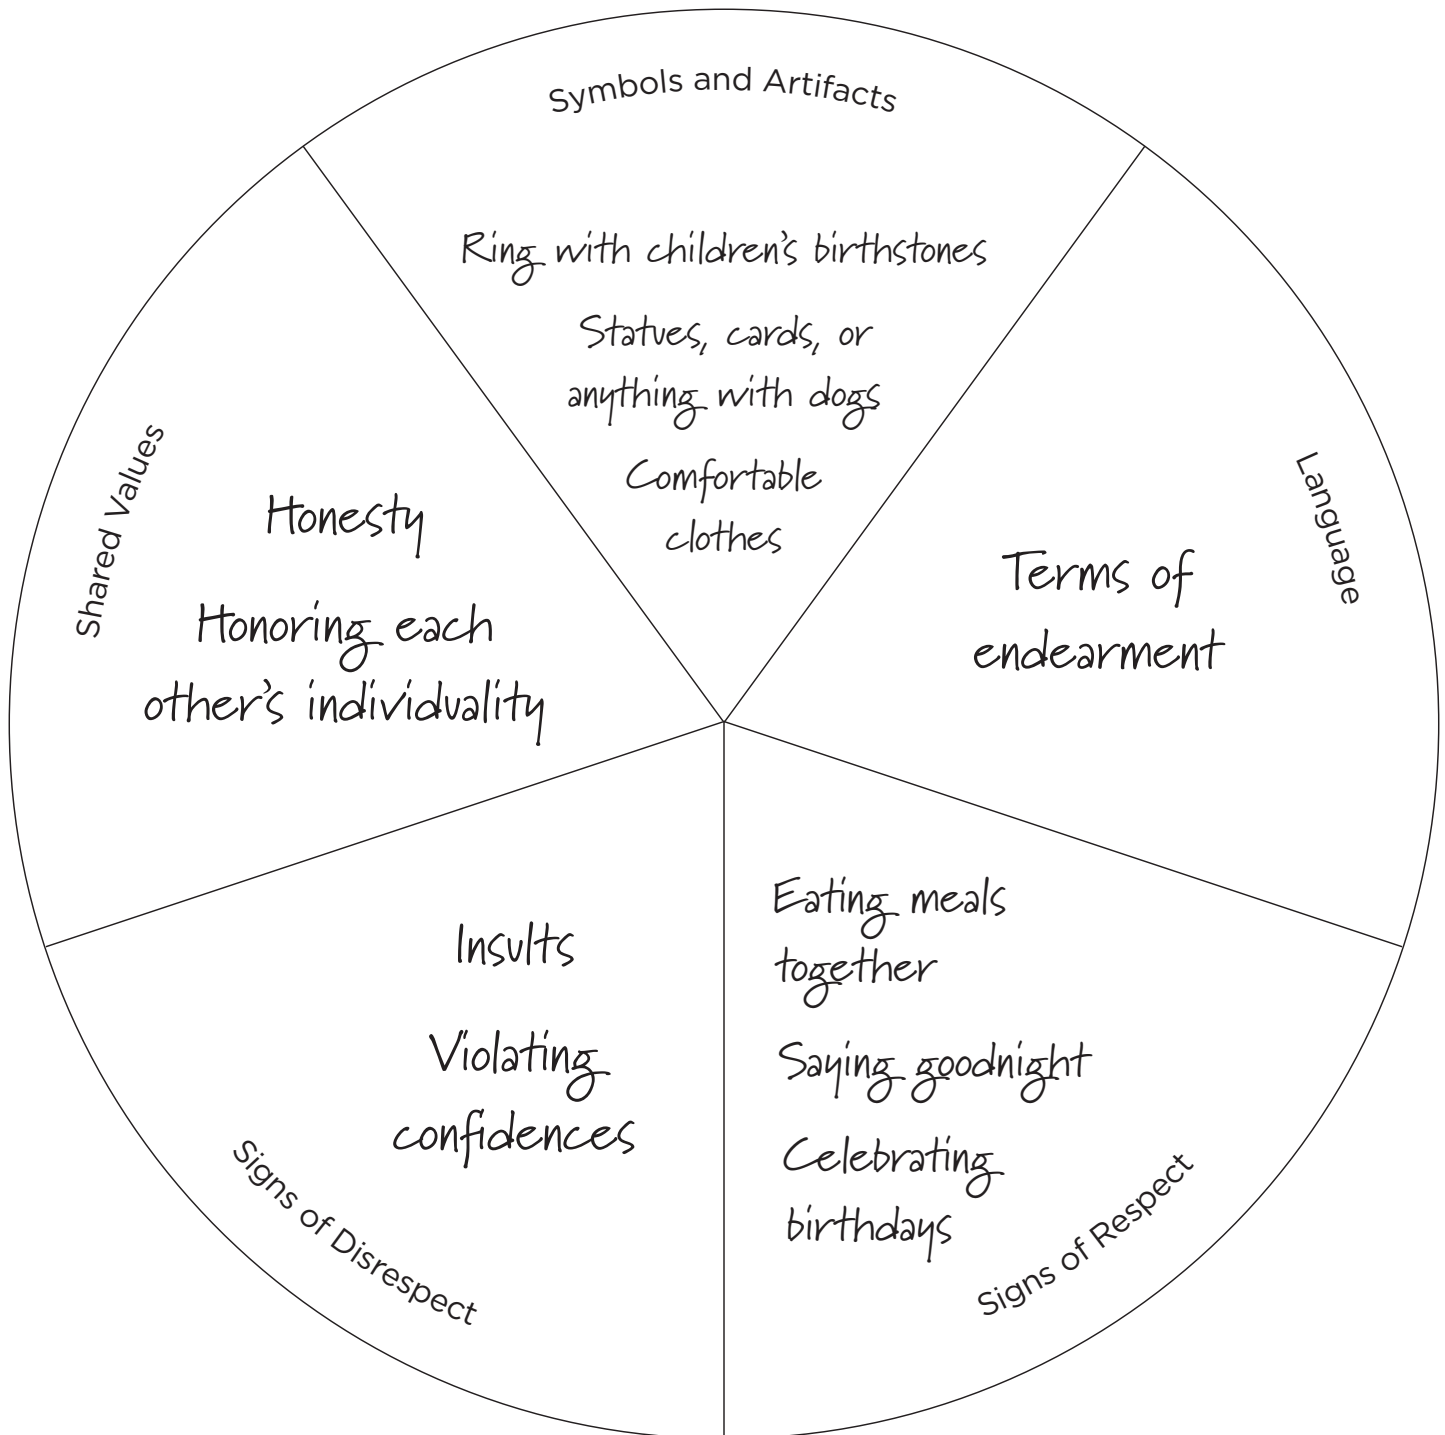 Symbols and Artifacts
Ring with children's birthstones
Statues, cards, or
anything with dogs
Comfortable
clothes
Language
Terms of
endearment
Signs of Respect
Eating meals
together
Saying goodnight
Celebrating
birthdays
Signs of Disrespect
Insults
Violating
confidences
Shared Values
Honesty
Honoring each
other's individuality